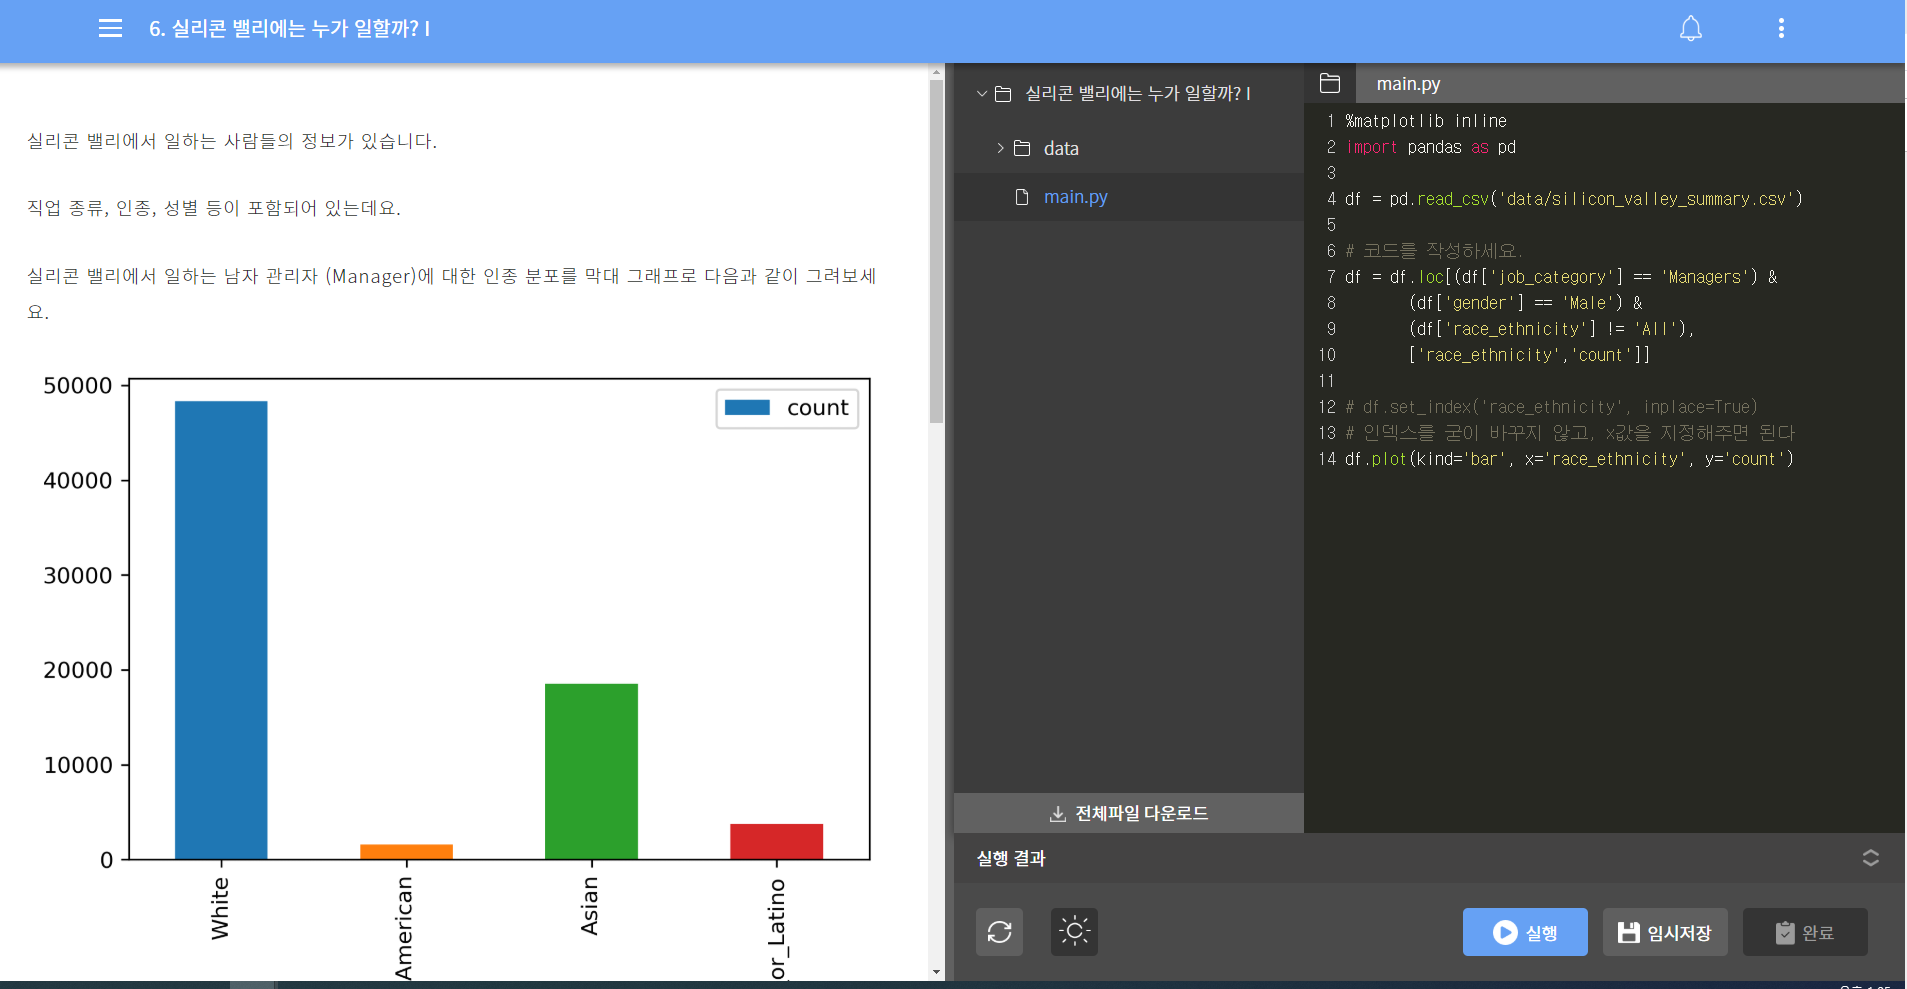 6. 실리콘 밸리에는 누가 일할까? I
실리콘 밸리에서 일하는 사람들의 정보가 있습니다.
직업 종류, 인종, 성별 등이 포함되어 있는데요.
실리콘 밸리에서 일하는 남자 관리자 (Manager)에 대한 인종 분포를 막대 그래프로 다음과 같이 그려보세
요.
50000
40000
30000
20000
10000
0
count
White
American
Asian
or_Latino
실리콘 밸리에는 누가 일할까? I
data
main.py
전체파일 다운로드
main.py
1 %matplotlib inline
2 import pandas as pd
3
4 df = pd.read_csv('data/silicon_valley_summary.csv')
5
6 # 코드를 작성하세요.
7 df = df.loc[(df['job_category'] == 'Managers') &
8 (df['gender'] == 'Male') &
9 (df['race_ethnicity'] != 'All'),
10 ['race_ethnicity','count']]
11
12 # df.set_index('race_ethnicity', inplace=True)
13 # 인덱스를 굳이 바꾸지 않고, x값을 지정해주면 된다
14 df.plot(kind='bar', x='race_ethnicity', y='count')
실행 결과
실행
임시저장
완료